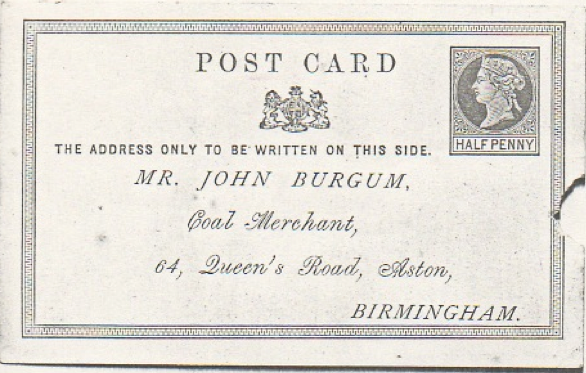 POST CARD
THE ADDRESS ONLY TO BE WRITTEN ON THIS SIDE.
HALF PENNY
MR. JOHN BURGUM,
Coal Merchant,
64, Queen's Road, Aston,
BIRMINGHAM.